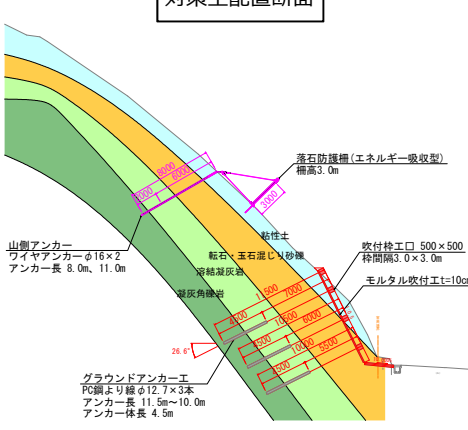 対策工配置断面
落石防護柵(エネルギー吸収型)
柵高3.0m
8000
6000
3000
粘性土
山側アンカー
ワイヤアンカーφ16×2
アンカー長 8.0m、11.0m
転石・玉石混じり砂礫
溶結凝灰岩
凝灰角礫岩
吹付枠工□ 500×500
枠間隔3.0×3.0m
モルタル吹付工t=10cm
11500
7000
4500
10500
6000
4500
10000
5500
4500
26.6°
グラウンドアンカー工
PC鋼より線φ12.7×3本
アンカー長 11.5m~10.0m
アンカー体長 4.5m